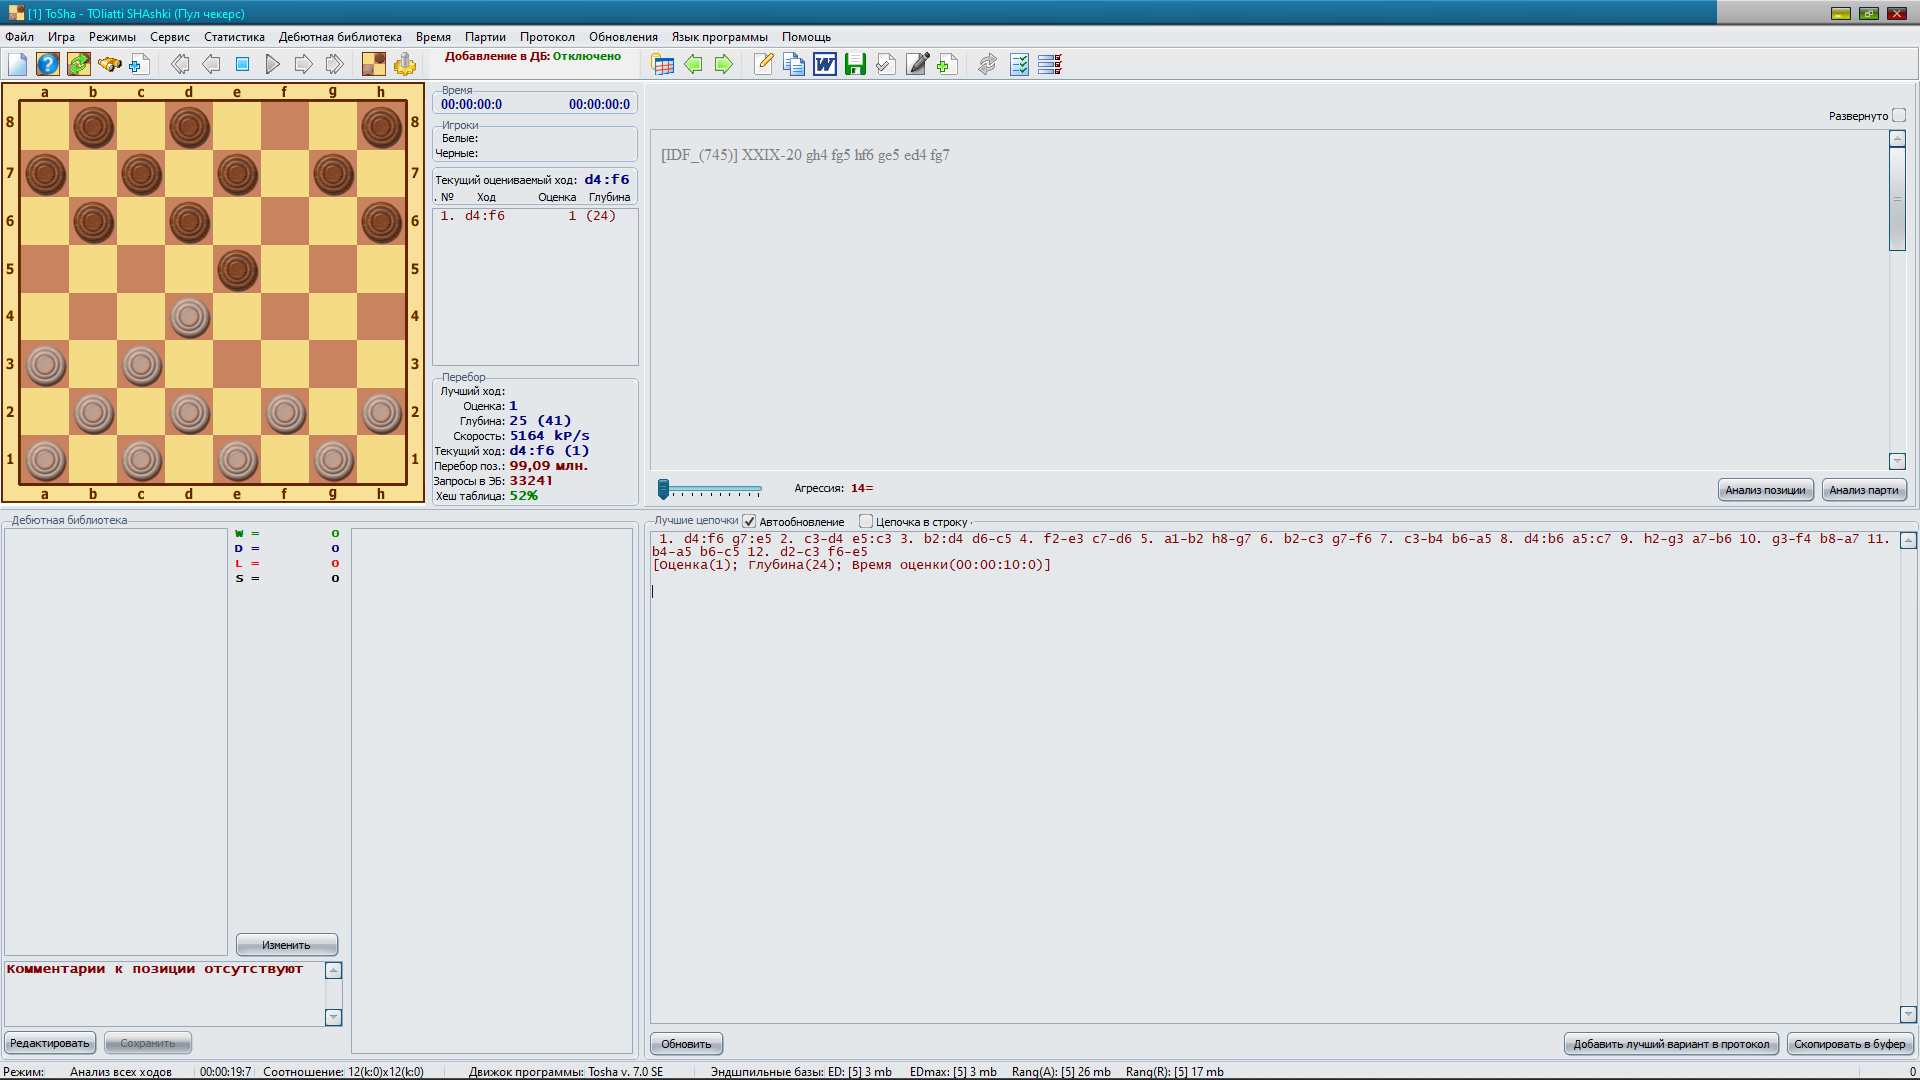 [1] ToSha - TOliatti SHAshki (Пул чекерс)
Файл Игра Режимы Сервис Статистика Дебютная библиотека Время Партии Протокол Обновления Язык программы Помощь
Добавление в ДБ: Отключено
a b c d e f g h
8 8
7 7
6 6
5 5
4 4
3 3
2 2
1 1
a b c d e f g h
Время
00:00:00:0 00:00:00:0
Игроки
Белые:
Черные:
Текущий оцениваемый ход: d4:f6
. № Ход Оценка Глубина
1. d4:f6 1 (24)
Перебор
Лучший ход:
Оценка: 1
Глубина: 25 (41)
Скорость: 5164 kP/s
Текущий ход: d4:f6 (1)
Перебор поз.: 99,09 млн.
Запросы в ЭБ: 33241
Хеш таблица: 52%
Развернуто
[IDF_(745)] XXIX-20 gh4 fg5 hf6 ge5 ed4 fg7
Агрессия: 14=
Анализ позиции Анализ парти
Дебютная библиотека
W = 0
D = 0
L = 0
S = 0
Изменить
Комментарии к позиции отсутствуют
Редактировать Сохранить
Лучшие цепочки Автообновление Цепочка в строку
1. d4:f6 g7:e5 2. c3-d4 e5:c3 3. b2:d4 d6-c5 4. f2-e3 c7-d6 5. a1-b2 h8-g7 6. b2-c3 g7-f6 7. c3-b4 b6-a5 8. d4:b6 a5:c7 9. h2-g3 a7-b6 10. g3-f4 b8-a7 11.
b4-a5 b6-c5 12. d2-c3 f6-e5
[Оценка(1); Глубина(24); Время оценки(00:00:10:0)]
Обновить Добавить лучший вариант в протокол Скопировать в буфер
Режим: Анализ всех ходов 00:00:19:7 Соотношение: 12(k:0)x12(k:0) Движок программы: Tosha v. 7.0 SE Эндшпильные базы: ED: [5] 3 mb EDmax: [5] 3 mb Rang(A): [5] 26 mb Rang(R): [5] 17 mb 0